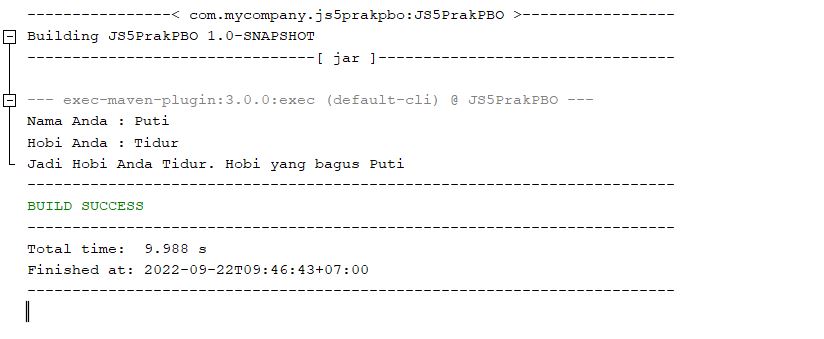 ----------------< com.mycompany.js5prakpbo:JS5PrakPBO >-----------------
Building JS5PrakPBO 1.0-SNAPSHOT
--------------------------------[ jar ]---------------------------------
--- exec-maven-plugin:3.0.0:exec (default-cli) @ JS5PrakPBO ---
Nama Anda : Puti
Hobi Anda : Tidur
Jadi Hobi Anda Tidur. Hobi yang bagus Puti
------------------------------------------------------------------------
BUILD SUCCESS
------------------------------------------------------------------------
Total time:  9.988 s
Finished at: 2022-09-22T09:46:43+07:00
------------------------------------------------------------------------